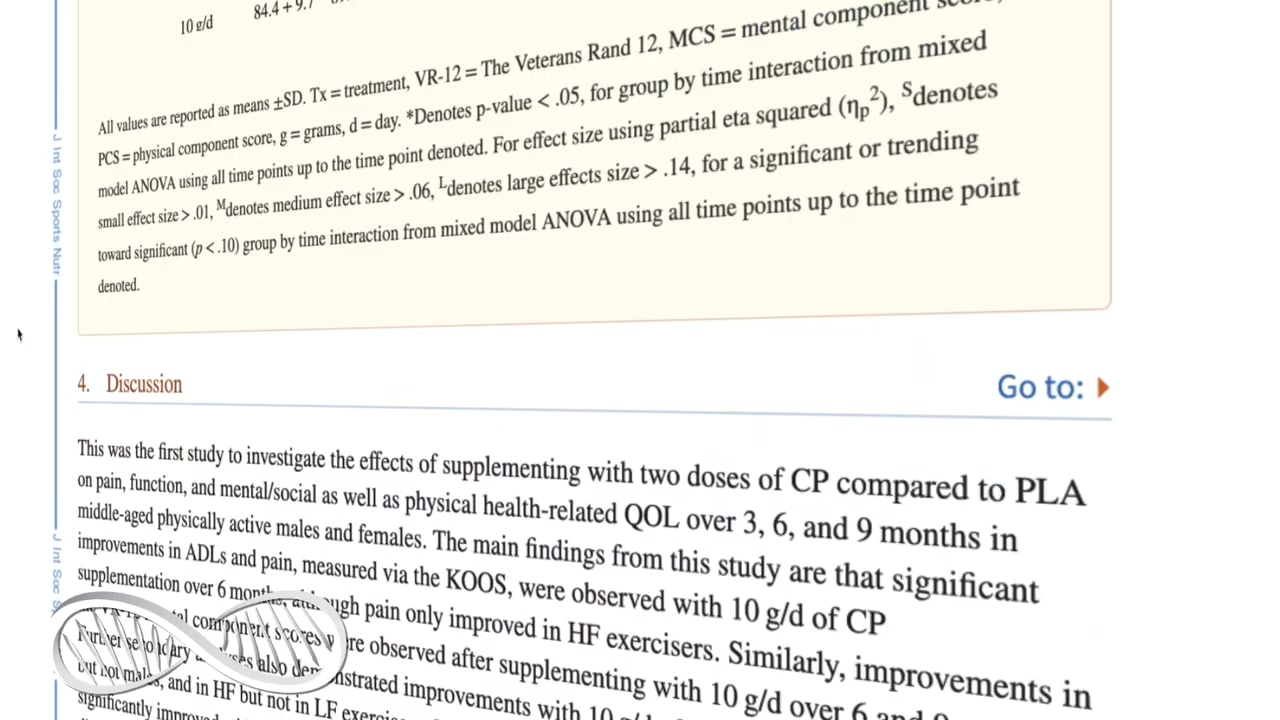 10 g/d 84.4 + 9.7
All values are reported as means ±SD. Tx = treatment, VR-12 = The Veterans Rand 12, MCS = mental component
PCS = physical component score, g = grams, d = day. *Denotes p-value < .05, for group by time interaction from mixed
model ANOVA using all time points up to the time point denoted. For effect size using partial eta squared (ηp²), Sdenotes
small effect size > .01, Mdenotes medium effect size > .06, Ldenotes large effects size > .14, for a significant or trending
toward significant (p < .10) group by time interaction from mixed model ANOVA using all time points up to the time point
denoted.
J Int Soc Sports Nutr
4. Discussion
Go to:
This was the first study to investigate the effects of supplementing with two doses of CP compared to PLA
on pain, function, and mental/social as well as physical health-related QOL over 3, 6, and 9 months in
middle-aged physically active males and females. The main findings from this study are that significant
improvements in ADLs and pain, measured via the KOOS, were observed with 10 g/d of CP
supplementation over 6 months, although pain only improved in HF exercisers. Similarly, improvements in
component scores were observed after supplementing with 10 g/d over 6 and 9
Further secondary analyses also demonstrated improvements with 10 g/d
but not males, and in HF but not in LF
significantly
J Int Soc